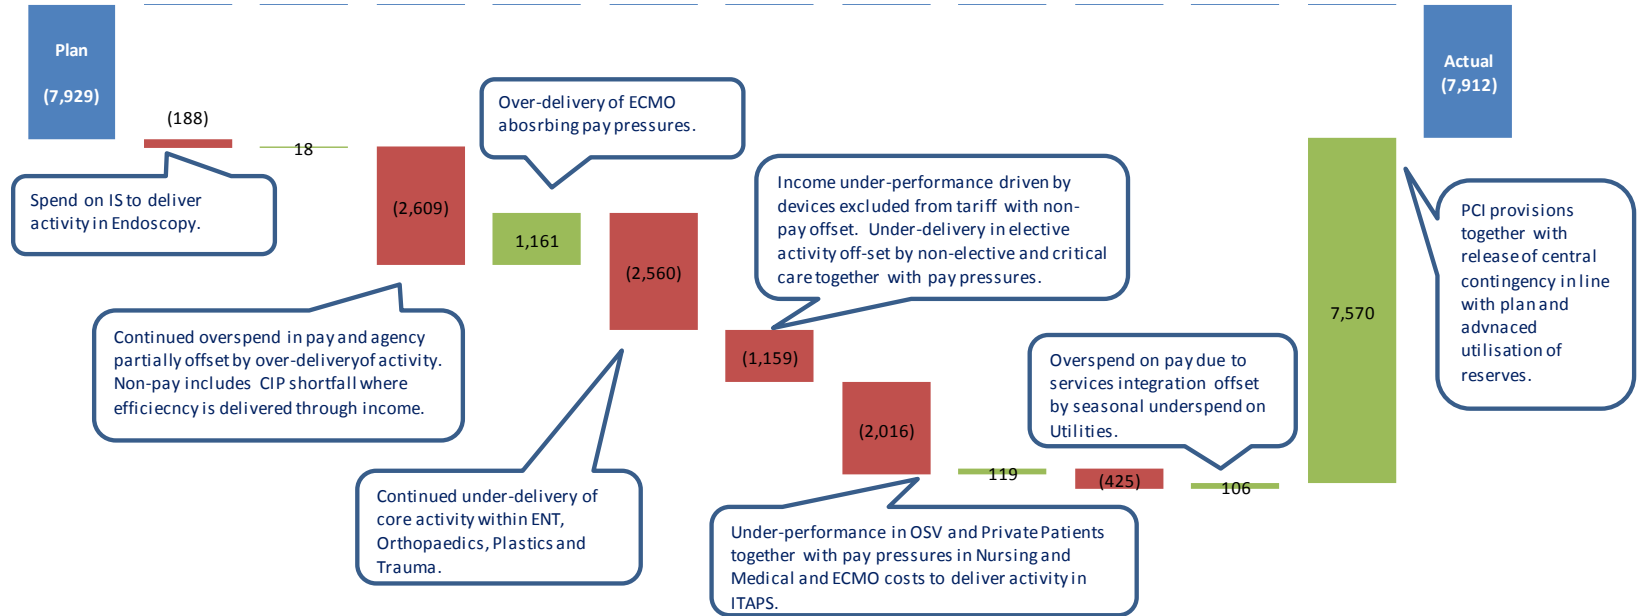 Plan
(7,929)
(188)
18
(2,609)
1,161
(2,560)
(1,159)
(2,016)
119
(425)
106
7,570
Actual
(7,912)
Spend on IS to deliver
activity in Endoscopy.
Continued overspend in pay and agency
partially offset by over-delivery of activity.
Non-pay includes CIP shortfall where
efficiecncy is delivered through income.
Over-delivery of ECMO
abosrbing pay pressures.
Continued under-delivery of
core activity within ENT,
Orthopaedics, Plastics and
Trauma.
Income under-performance driven by
devices excluded from tariff with non-
pay offset. Under-delivery in elective
activity off-set by non-elective and critical
care together with pay pressures.
Under-performance in OSV and Private Patients
together with pay pressures in Nursing and
Medical and ECMO costs to deliver activity in
ITAPS.
Overspend on pay due to
services integration offset
by seasonal underspend on
Utilities.
PCI provisions
together with
release of central
contingency in line
with plan and
advnaced
utilisation of
reserves.